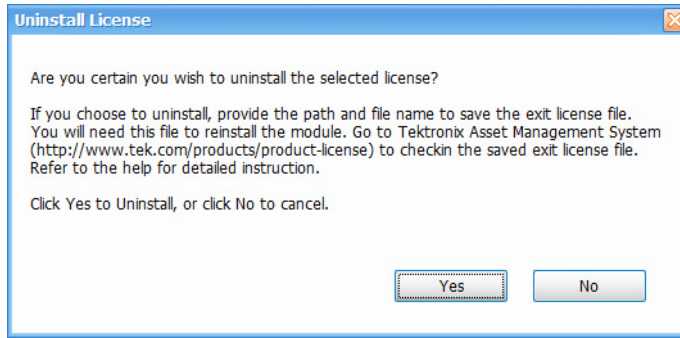 Uninstall License
Are you certain you wish to uninstall the selected license?
If you choose to uninstall, provide the path and file name to save the exit license file.
You will need this file to reinstall the module. Go to Tektronix Asset Management System
(http://www.tek.com/products/product-license) to checkin the saved exit license file.
Refer to the help for detailed instruction.
Click Yes to Uninstall, or click No to cancel.
Yes
No